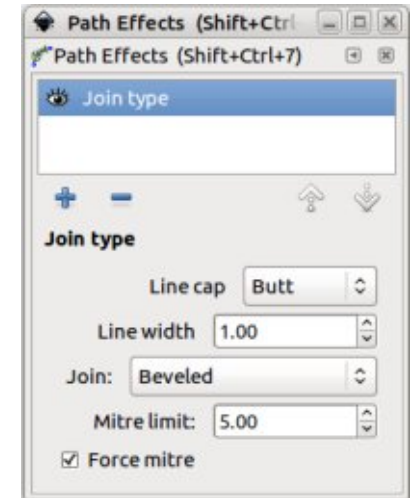 Path Effects (Shift+Ctrl
Path Effects (Shift+Ctrl+7)
Join type
Join type
Line cap Butt
Line width 1.00
Join: Beveled
Mitre limit: 5.00
Force mitre